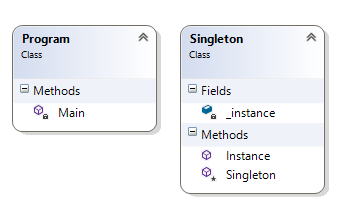 Program
Class
Methods
Main
Singleton
Class
Fields
_instance
Methods
Instance
Singleton